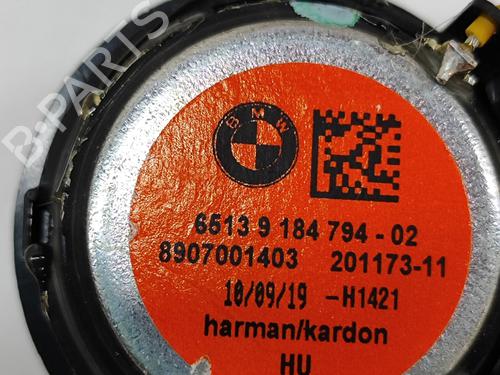 BMW
6513 9 184 794 - 02
8907001403 201173-11
10/09/19 -H1421
harman/kardon
HU
B-PARTS